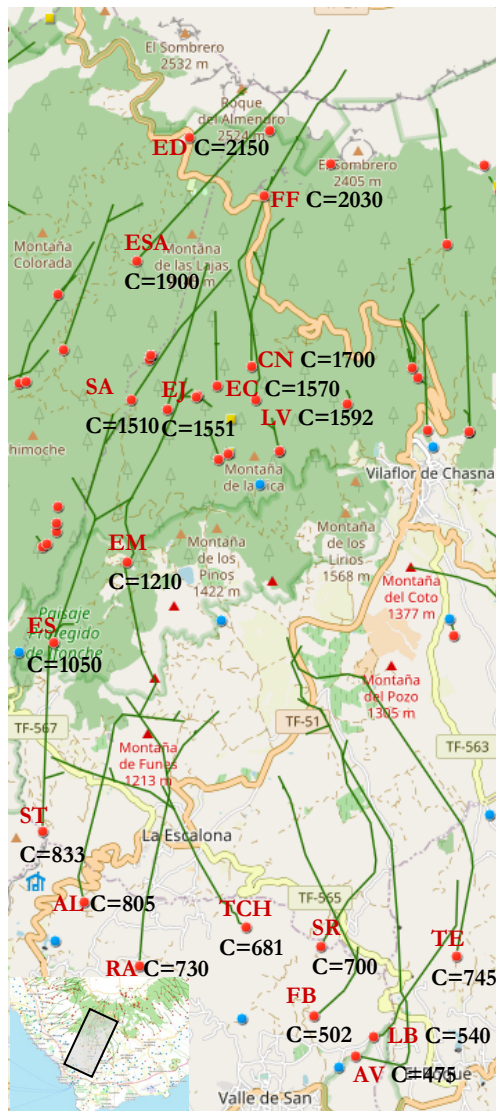 El Sombrero
2532 m
Roque
del Almendro
2524 m
ED C=2150
El Sombrero
2405 m
FF C=2030
Montaña
Colorada
ESA
C=1900
Montaña
de las Lajas
CN C=1700
SA
C=1510
EJ
C=1551
EC C=1570
LV C=1592
Montaña
Vilaflor de Chasna
EM
C=1210
Montaña
de los
Pinos
1422 m
Montaña
de los
Lirios
1568 m
Montaña
del Coto
1377 m
ES
C=1050
Paisaje
Protegido
Montaña
del Pozo
1305 m
TF-567
TF-51
TF-563
Montaña
de Funes
1213 m
ST
C=833
La Escalona
TF-565
AL C=805
TCH
C=681
SR
C=700
TE
C=745
RA C=730
FB
C=502
LB C=540
AV C=475
Valle de San